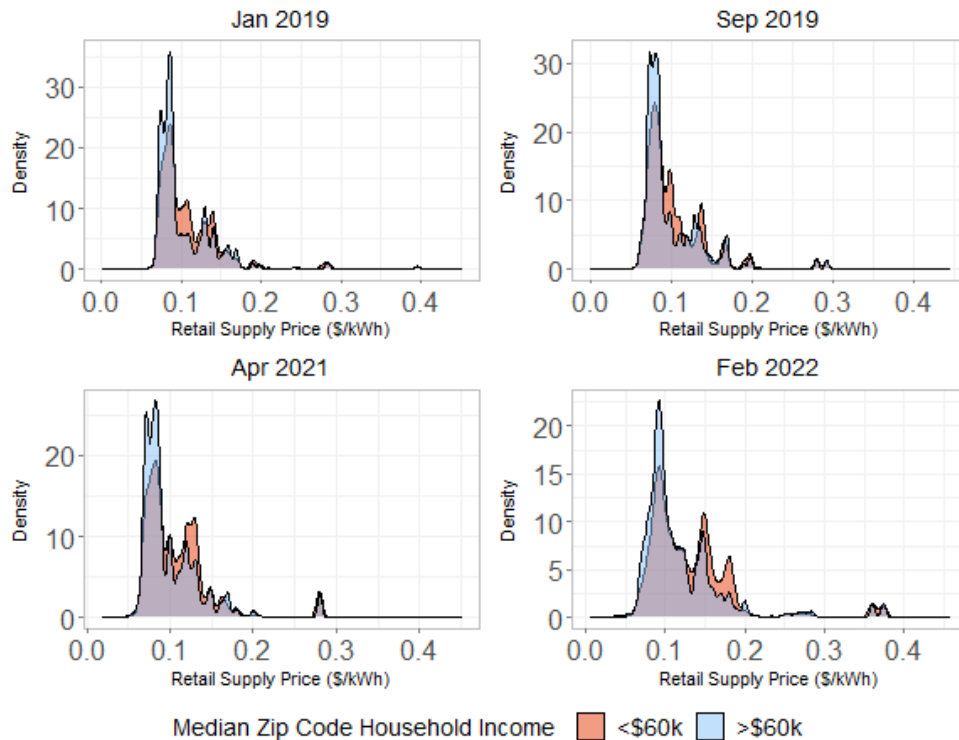 Jan 2019
30
20
10
0
Density
0.0 0.1 0.2 0.3 0.4
Retail Supply Price ($/kWh)
Sep 2019
30
20
10
0
Density
0.0 0.1 0.2 0.3 0.4
Retail Supply Price ($/kWh)
Apr 2021
20
10
0
Density
0.0 0.1 0.2 0.3 0.4
Retail Supply Price ($/kWh)
Feb 2022
20
15
10
5
0
Density
0.0 0.1 0.2 0.3 0.4
Retail Supply Price ($/kWh)
Median Zip Code Household Income <$60k >$60k